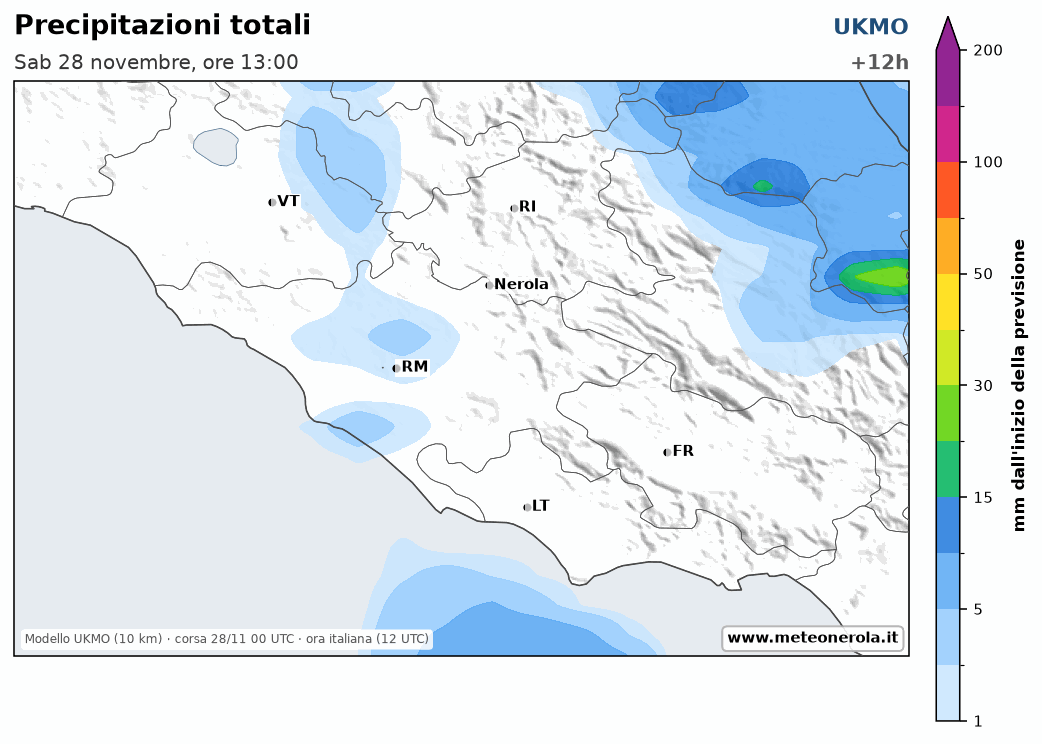 Precipitazioni totali
UKMO
Sab 28 novembre, ore 13:00
+12h
VT
RI
Nerola
RM
FR
LT
Modello UKMO (10 km) · corsa 28/11 00 UTC · ora italiana (12 UTC)
www.meteonerola.it
200
100
50
30
15
5
1
mm dall'inizio della previsione